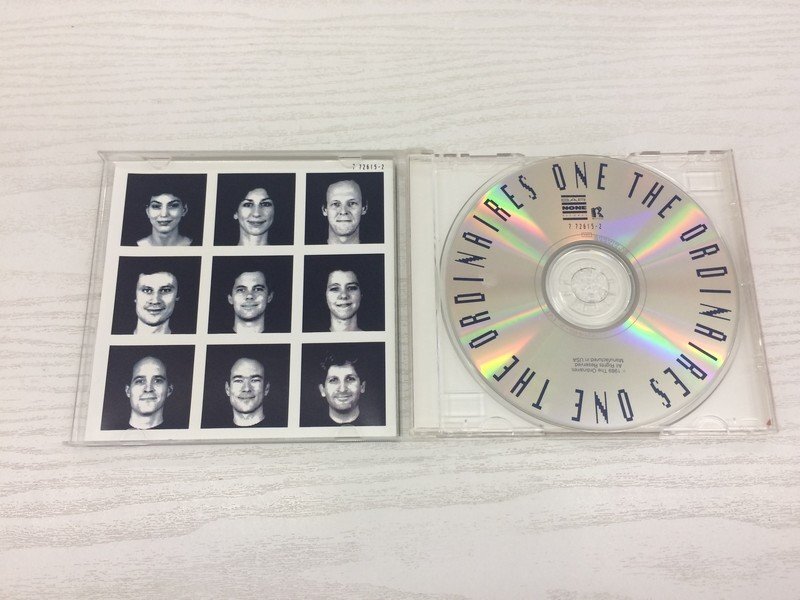 7 72615-2
ONE THE ORDINAIRES ONE THE ORDINAIRES
NONE
R
7 72615-2
1989 The Ordinaires
All Rights Reserved
Manufactured in USA